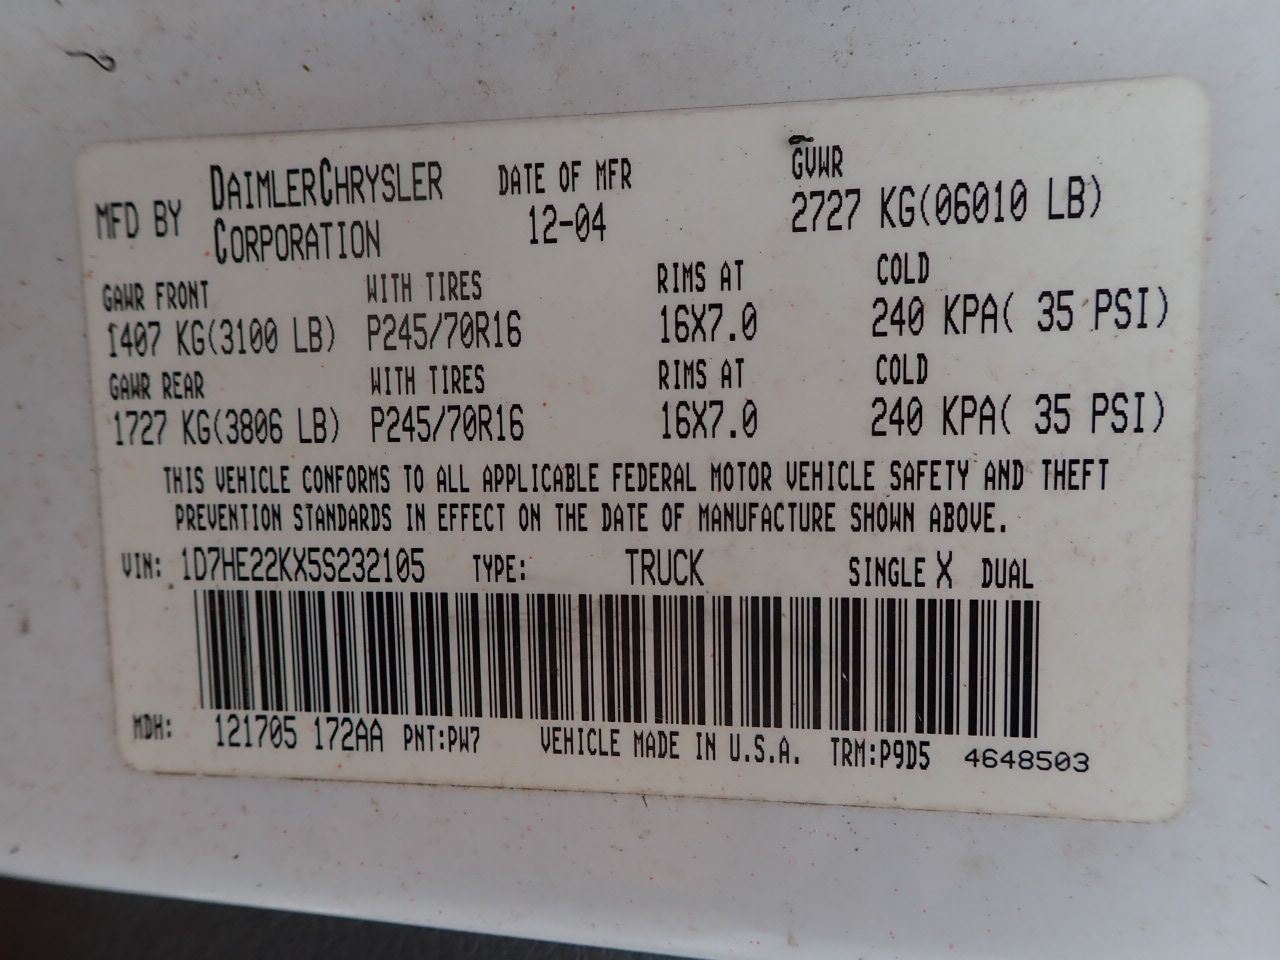 MFD BY DAIMLERCHRYSLER CORPORATION DATE OF MFR 12-04 GVWR 2727 KG(06010 LB)
GAWR FRONT WITH TIRES RIMS AT COLD
1407 KG(3100 LB) P245/70R16 16X7.0 240 KPA( 35 PSI)
GAWR REAR WITH TIRES RIMS AT COLD
1727 KG(3806 LB) P245/70R16 16X7.0 240 KPA( 35 PSI)
THIS VEHICLE CONFORMS TO ALL APPLICABLE FEDERAL MOTOR VEHICLE SAFETY AND THEFT
PREVENTION STANDARDS IN EFFECT ON THE DATE OF MANUFACTURE SHOWN ABOVE.
VIN: 1D7HE22KX5S232105 TYPE: TRUCK SINGLE X DUAL
MDH: 121705 172AA PNT:PW7 VEHICLE MADE IN U.S.A. TRM:P9D5 4648503